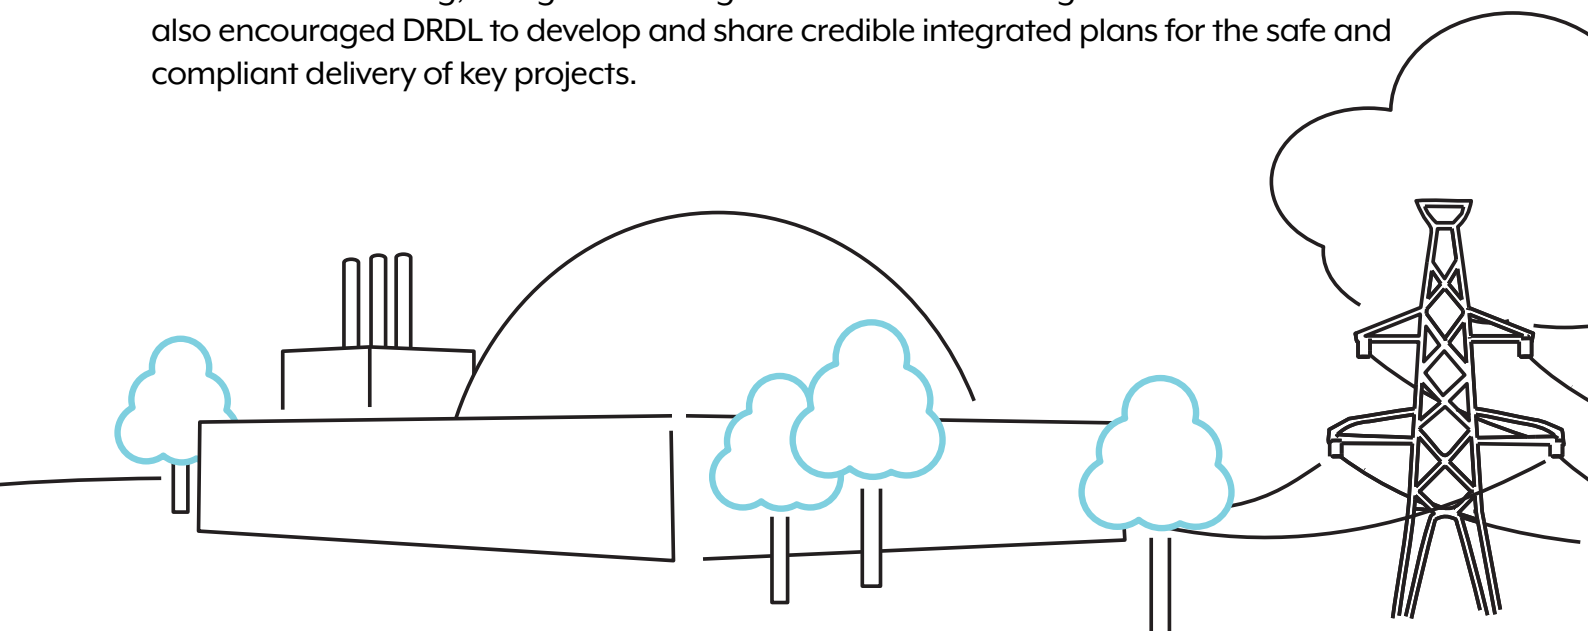 also encouraged DRDL to develop and share credible integrated plans for the safe and
compliant delivery of key projects.